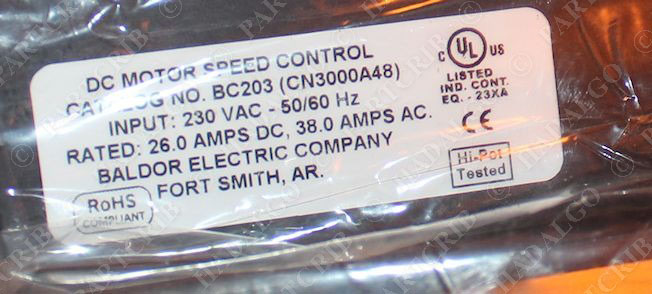 DC MOTOR SPEED CONTROL
CATALOG NO. BC203 (CN3000A48)
INPUT: 230 VAC - 50/60 Hz
RATED: 26.0 AMPS DC, 38.0 AMPS AC.
BALDOR ELECTRIC COMPANY
FORT SMITH, AR.
RoHS
COMPLIANT
C UL US
LISTED
IND. CONT.
EQ. - 23XA
CE
Hi-Pot
Tested
PARTCRIB
HADALGO